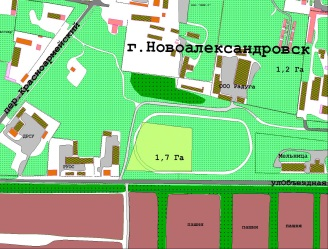 г.Новоалександровск
пер.Красноармейский
1,2 Га
ООО РАДУГА
1,7 Га
Мельница
ул.Объездная
пашня
пашня
пашня